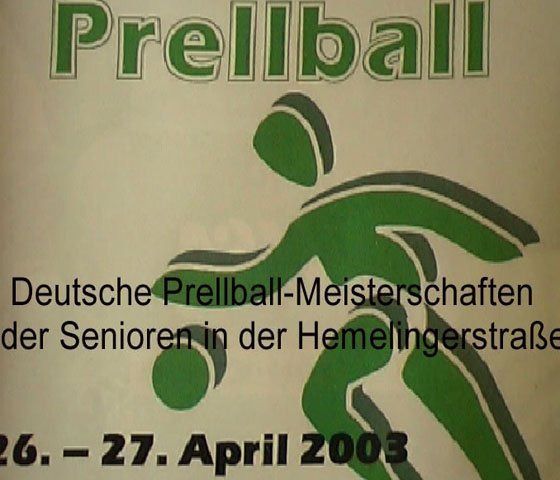 Prellball
Deutsche Prellball-Meisterschaften
der Senioren in der Hemelingerstraße
26. – 27. April 2003